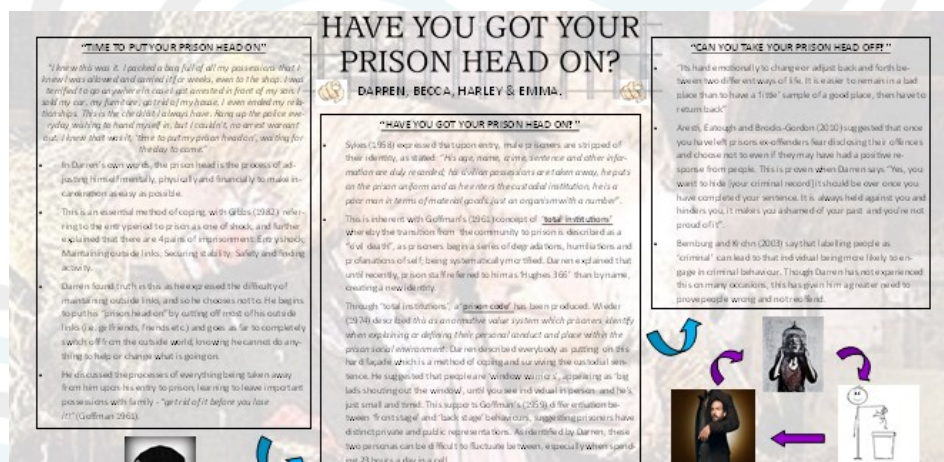 HAVE YOU GOT YOUR
PRISON HEAD ON?
DARREN, BECCA, HARLEY & EMMA.
"TIME TO PUT YOUR PRISON HEAD ON"
"I knew this was it. I packed a bag full of all my possessions that I
knew I was allowed and carried it for weeks, even to the shop. I was
terrified to go anywhere in case I got arrested in front of my son. I
sold my car, my furniture, got rid of my house. I even ended my rela-
tionships. This is the checklist I always have. Rang up the police eve-
ryday waiting to hand myself in, but I couldn't, no arrest warrant
out. I knew that was it, 'time to put my prison head on', waiting for
the day to come."
In Darren's own words, the prison head is the process of ad-
justing himself mentally, physically and financially to make in-
carceration as easy as possible.
This is an essential method of coping, with Gibbs (1982) refer-
ring to the entry period to prison as one of shock, and further
explained that there are 4 pains of imprisonment: Entry shock;
Maintaining outside links; Securing stability; Safety and finding
activity.
Darren found truth in this as he expressed the difficulty of
maintaining outside links, and so he chooses not to. He begins
to put his "prison head on" by cutting off most of his outside
links (i.e. girlfriends, friends etc.) and goes as far to completely
switch off from the outside world, knowing he cannot do any-
thing to help or change what is going on.
He discussed the processes of everything being taken away
from him upon his entry to prison, learning to leave important
possessions with family - "get rid of it before you lose
it!" (Goffman 1961).
"HAVE YOU GOT YOUR PRISON HEAD ON?"
Sykes (1958) expressed that upon entry, male prisoners are stripped of
their identity, as stated: "His age, name, crime, sentence and other infor-
mation are duly recorded; his civilian possessions are taken away, he puts
on the prison uniform and as he enters the custodial institution, he is a
poor man in terms of material goods, just an organism with a number".
This is inherent with Goffman's (1961) concept of 'total institutions'
whereby the transition from the community to prison is described as a
"civil death", as prisoners begin a series of degradations, humiliations and
profanations of self; being systematically mortified. Darren explained that
until recently, prison staff referred to him as 'Hughes 366' than by name,
creating a new identity.
Through 'total institutions', a 'prison code' has been produced. Wieder
(1974) described this as a normative value system which prisoners identify
when explaining or defining their personal conduct and place within the
prison social environment. Darren described everybody as putting on this
hard façade which is a method of coping and surviving the custodial sen-
tence. He suggested that people are 'window warriors', appearing as 'big
lads shouting out the window', until you see individual in person and he's
just small and timid. This supports Goffman's (1959) differentiation be-
tween 'front stage' and 'back stage' behaviours, suggesting prisoners have
distinct private and public representations. As identified by Darren, these
two personas can be difficult to fluctuate between, especially when spend-
ing 23 hours a day in a cell.
"CAN YOU TAKE YOUR PRISON HEAD OFF?"
"Its hard emotionally to change or adjust back and forth be-
tween two different ways of life. It is easier to remain in a bad
place than to have a 'little' sample of a good place, then have to
return back"
Aresti, Eatough and Brooks-Gordon (2010) suggested that once
you have left prisons ex-offenders fear disclosing their offences
and choose not to even if they may have had a positive re-
sponse from people. This is proven when Darren says "Yes, you
want to hide [your criminal record] it should be over once you
have completed your sentence. It is always held against you and
hinders you, it makes you ashamed of your past and you're not
proud of it".
Bernburg and Krohn (2003) say that labelling people as
'criminal' can lead to that individual being more likely to en-
gage in criminal behaviour. Though Darren has not experienced
this on many occasions, this has given him a greater need to
prove people wrong and not reoffend.